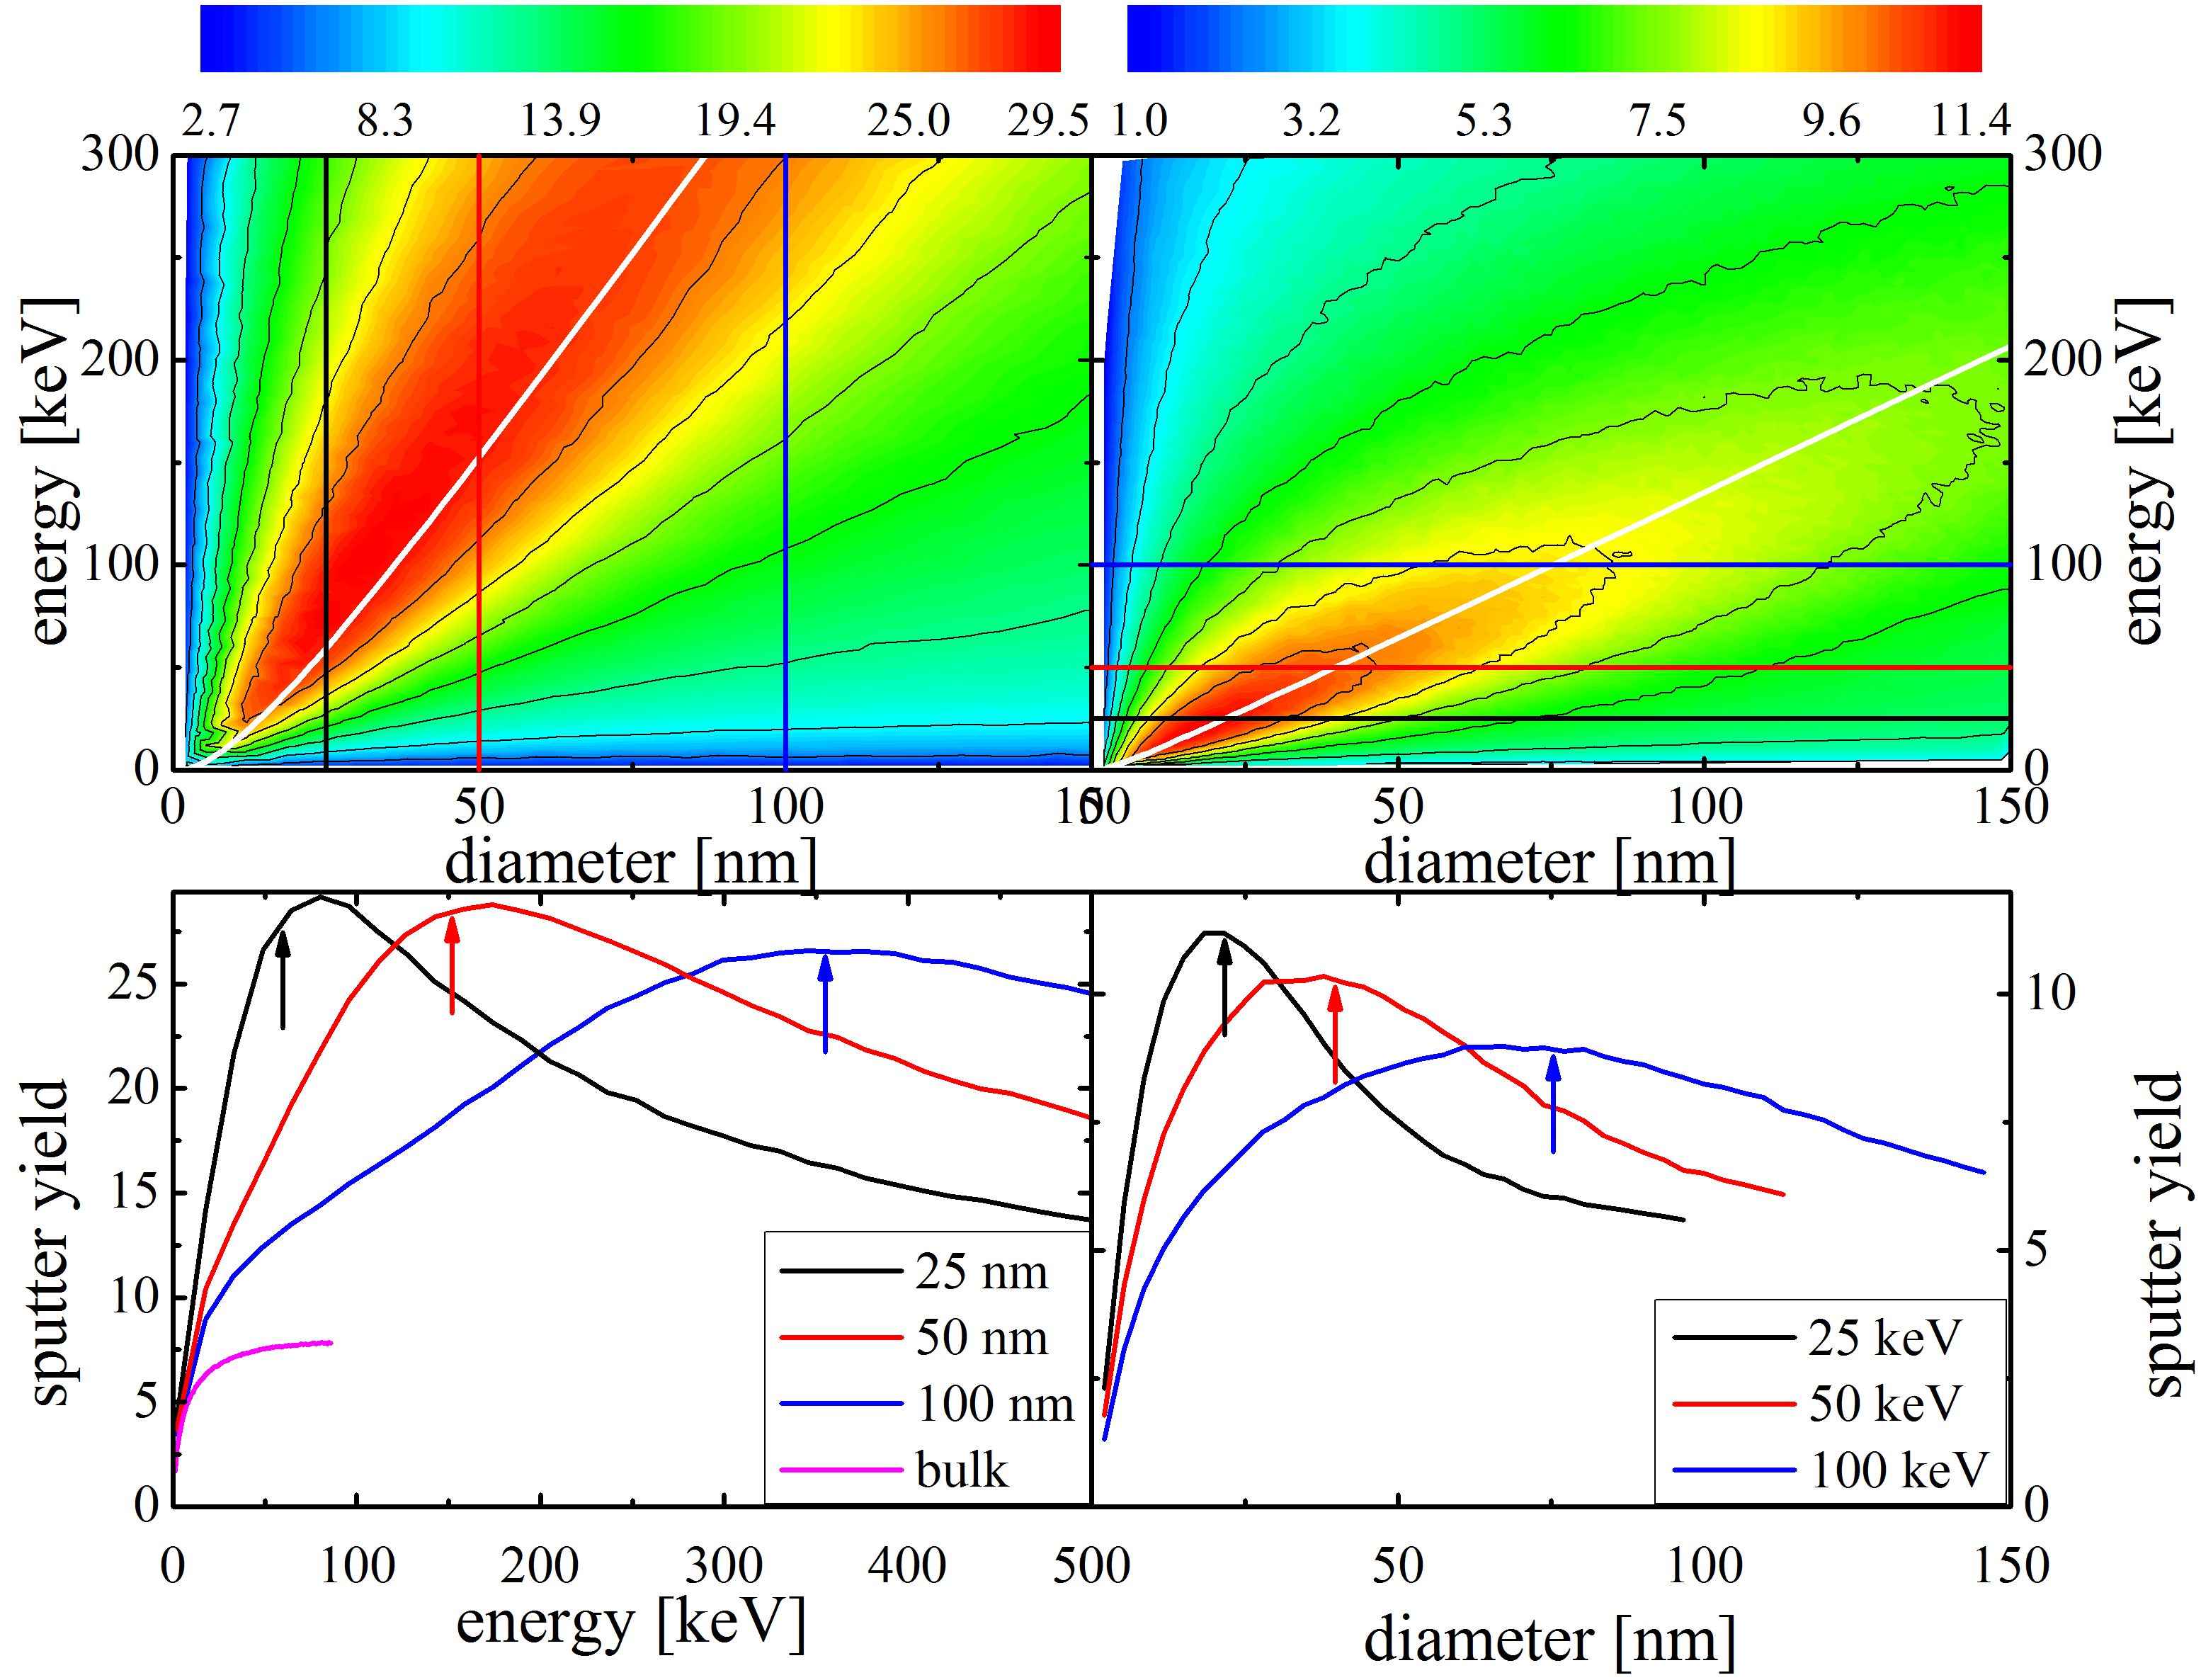 2.7 8.3 13.9 19.4 25.0 29.5
1.0 3.2 5.3 7.5 9.6 11.4
300
200
100
0
energy [keV]
0 50 100 150
diameter [nm]
300
200
100
0
energy [keV]
0 50 100 150
diameter [nm]
25
20
15
10
5
0
sputter yield
25 nm
50 nm
100 nm
bulk
0 100 200 300 400 500
energy [keV]
10
5
0
sputter yield
25 keV
50 keV
100 keV
50 100 150
diameter [nm]